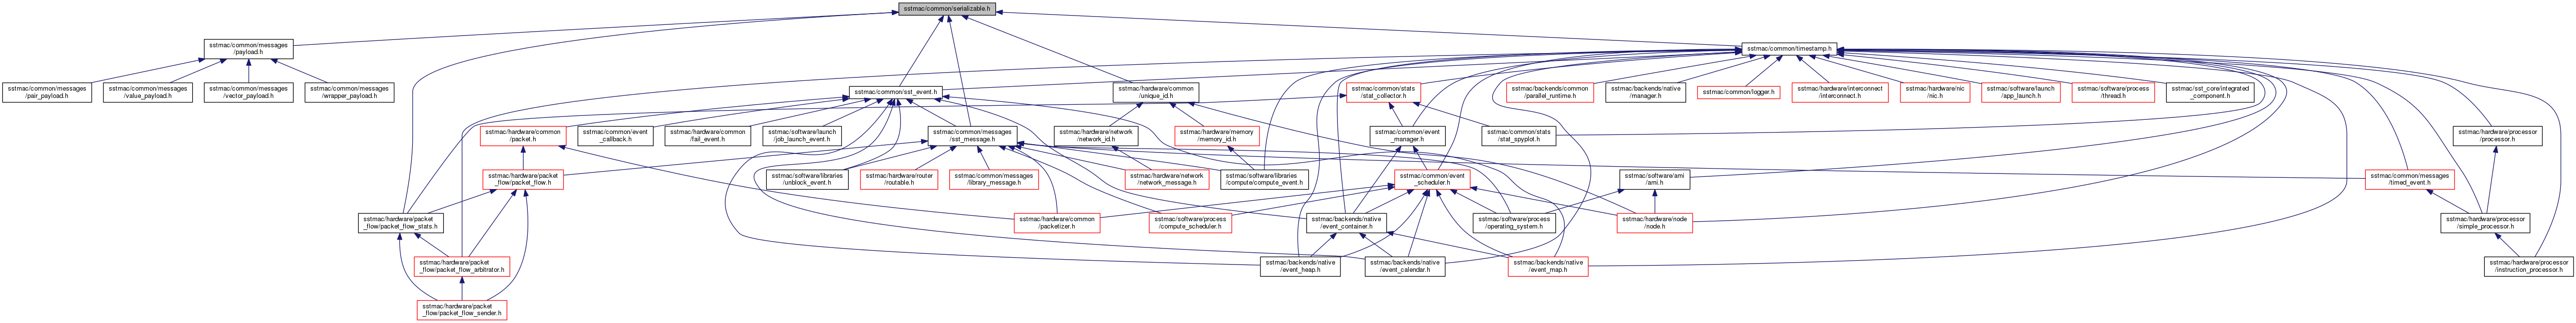 sstmac/common/serializable.h
sstmac/common/messages
/payload.h
sstmac/common/timestamp.h
sstmac/common/messages
/pair_payload.h
sstmac/common/messages
/value_payload.h
sstmac/common/messages
/vector_payload.h
sstmac/common/messages
/wrapper_payload.h
sstmac/common/sst_event.h
sstmac/hardware/common
/unique_id.h
sstmac/common/stats
/stat_collector.h
sstmac/backends/common
/parallel_runtime.h
sstmac/backends/native
/manager.h
sstmac/common/logger.h
sstmac/hardware/interconnect
/interconnect.h
sstmac/hardware/nic
/nic.h
sstmac/software/launch
/app_launch.h
sstmac/software/process
/thread.h
sstmac/sst_core/integrated
_component.h
sstmac/hardware/common
/packet.h
sstmac/common/event
_callback.h
sstmac/hardware/common
/fail_event.h
sstmac/software/launch
/job_launch_event.h
sstmac/common/messages
/sst_message.h
sstmac/hardware/network
/network_id.h
sstmac/hardware/memory
/memory_id.h
sstmac/common/event
_manager.h
sstmac/common/stats
/stat_spyplot.h
sstmac/hardware/processor
/processor.h
sstmac/hardware/packet
_flow/packet_flow.h
sstmac/software/libraries
/unblock_event.h
sstmac/hardware/router
/routable.h
sstmac/common/messages
/library_message.h
sstmac/hardware/network
/network_message.h
sstmac/software/libraries
/compute/compute_event.h
sstmac/common/event
_scheduler.h
sstmac/software/ami
/ami.h
sstmac/common/messages
/timed_event.h
sstmac/hardware/packet
_flow/packet_flow_stats.h
sstmac/hardware/common
/packetizer.h
sstmac/software/process
/compute_scheduler.h
sstmac/backends/native
/event_container.h
sstmac/software/process
/operating_system.h
sstmac/hardware/node
/node.h
sstmac/hardware/processor
/simple_processor.h
sstmac/hardware/packet
_flow/packet_flow_arbitrator.h
sstmac/backends/native
/event_heap.h
sstmac/backends/native
/event_calendar.h
sstmac/backends/native
/event_map.h
sstmac/hardware/processor
/instruction_processor.h
sstmac/hardware/packet
_flow/packet_flow_sender.h